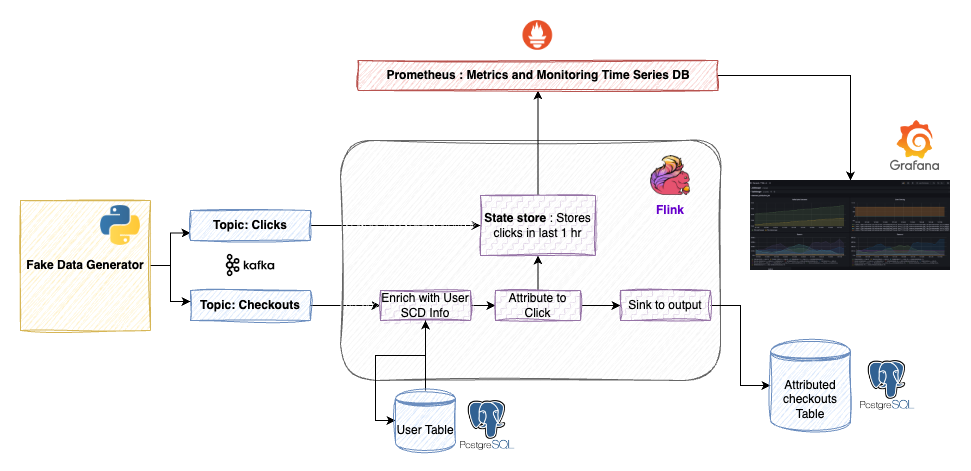 Prometheus : Metrics and Monitoring Time Series DB
Grafana
Flink
Topic: Clicks
State store : Stores
clicks in last 1 hr
Fake Data Generator
kafka
Topic: Checkouts
Enrich with User
SCD Info
Attribute to
Click
Sink to output
User Table
PostgreSQL
Attributed
checkouts
Table
PostgreSQL